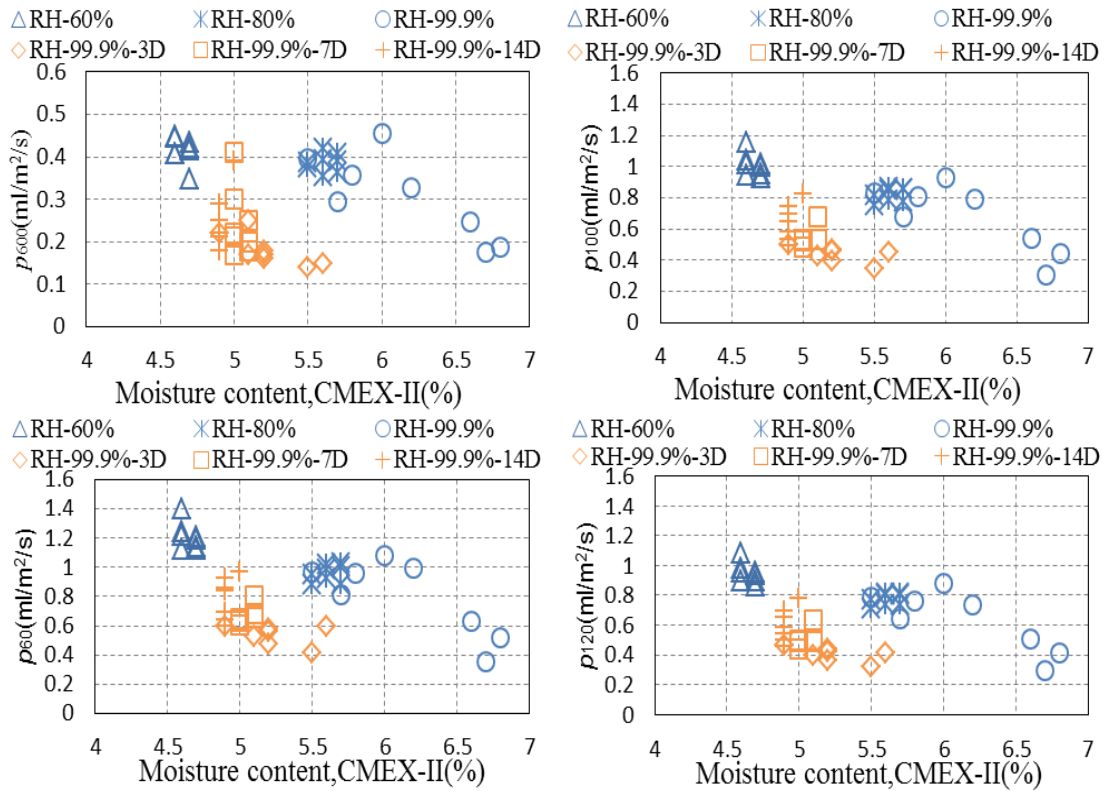 RH-60% RH-80% RH-99.9%
RH-99.9%-3D RH-99.9%-7D RH-99.9%-14D
0.6
0.5
0.4
0.3
0.2
0.1
0
p600(ml/m²/s)
4 4.5 5 5.5 6 6.5 7
Moisture content,CMEX-II(%)
RH-60% RH-80% RH-99.9%
RH-99.9%-3D RH-99.9%-7D RH-99.9%-14D
1.6
1.4
1.2
1
0.8
0.6
0.4
0.2
0
p100(ml/m²/s)
4 4.5 5 5.5 6 6.5 7
Moisture content,CMEX-II(%)
RH-60% RH-80% RH-99.9%
RH-99.9%-3D RH-99.9%-7D RH-99.9%-14D
1.6
1.4
1.2
1
0.8
0.6
0.4
0.2
0
p60(ml/m²/s)
4 4.5 5 5.5 6 6.5 7
Moisture content,CMEX-II(%)
RH-60% RH-80% RH-99.9%
RH-99.9%-3D RH-99.9%-7D RH-99.9%-14D
1.6
1.4
1.2
1
0.8
0.6
0.4
0.2
0
p120(ml/m²/s)
4 4.5 5 5.5 6 6.5 7
Moisture content,CMEX-II(%)